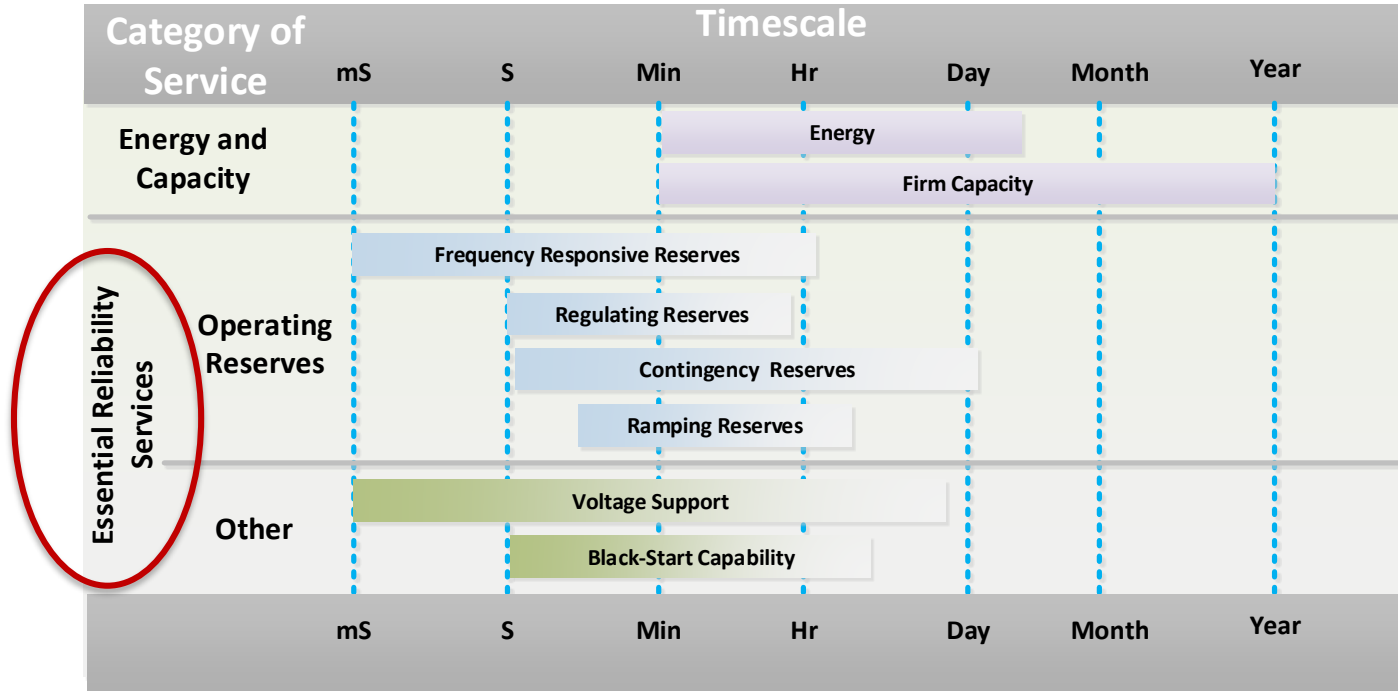 Category of
Service
Timescale
mS S Min Hr Day Month Year
Energy and
Capacity
Energy
Firm Capacity
Essential Reliability
Services
Operating
Reserves
Frequency Responsive Reserves
Regulating Reserves
Contingency Reserves
Ramping Reserves
Other
Voltage Support
Black-Start Capability
mS S Min Hr Day Month Year